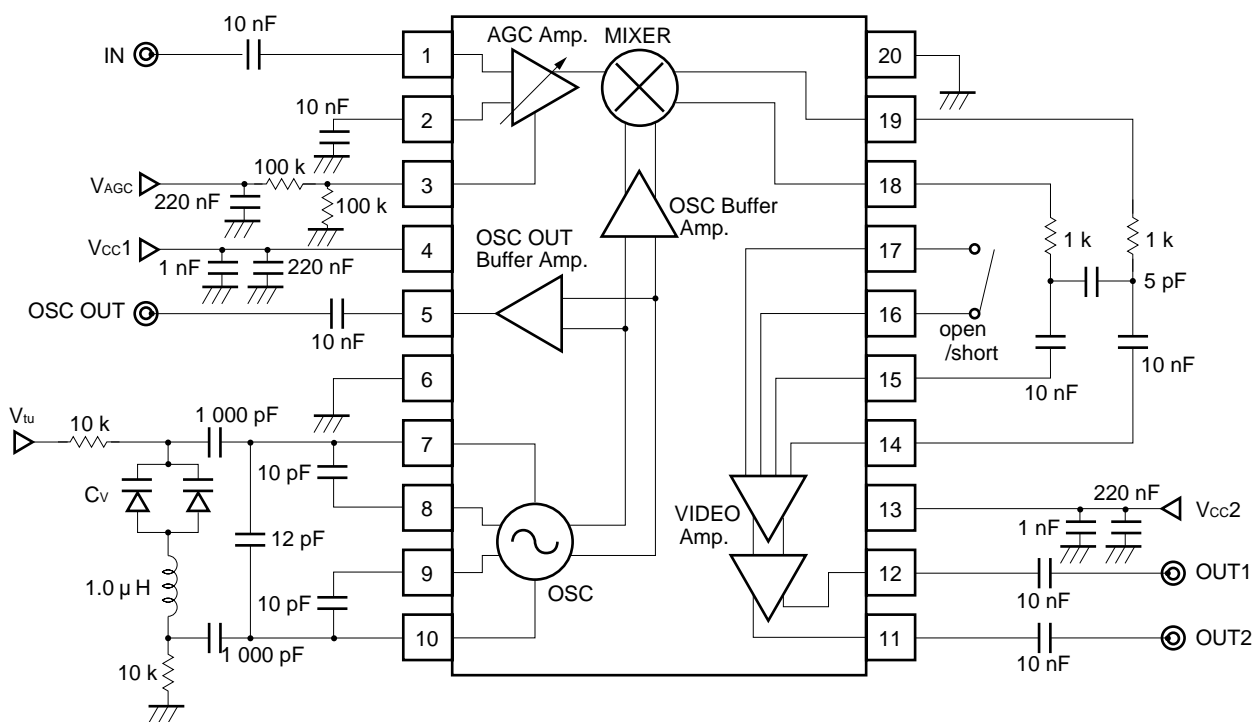 10 nF
IN
1
AGC Amp.
MIXER
20
10 nF
2
19
VAGC
100 k
3
220 nF
100 k
18
OSC Buffer
Amp.
1 k
1 k
VCC1
4
1 nF
220 nF
OSC OUT
Buffer Amp.
17
5 pF
OSC OUT
5
10 nF
16
open
/short
10 nF
10 nF
6
15
Vtu
10 k
1 000 pF
7
14
10 pF
CV
8
VIDEO
Amp.
13
220 nF
1 nF
VCC2
12 pF
9
OSC
12
OUT1
10 nF
1.0 µH
10 pF
10
11
OUT2
10 nF
1 000 pF
10 k